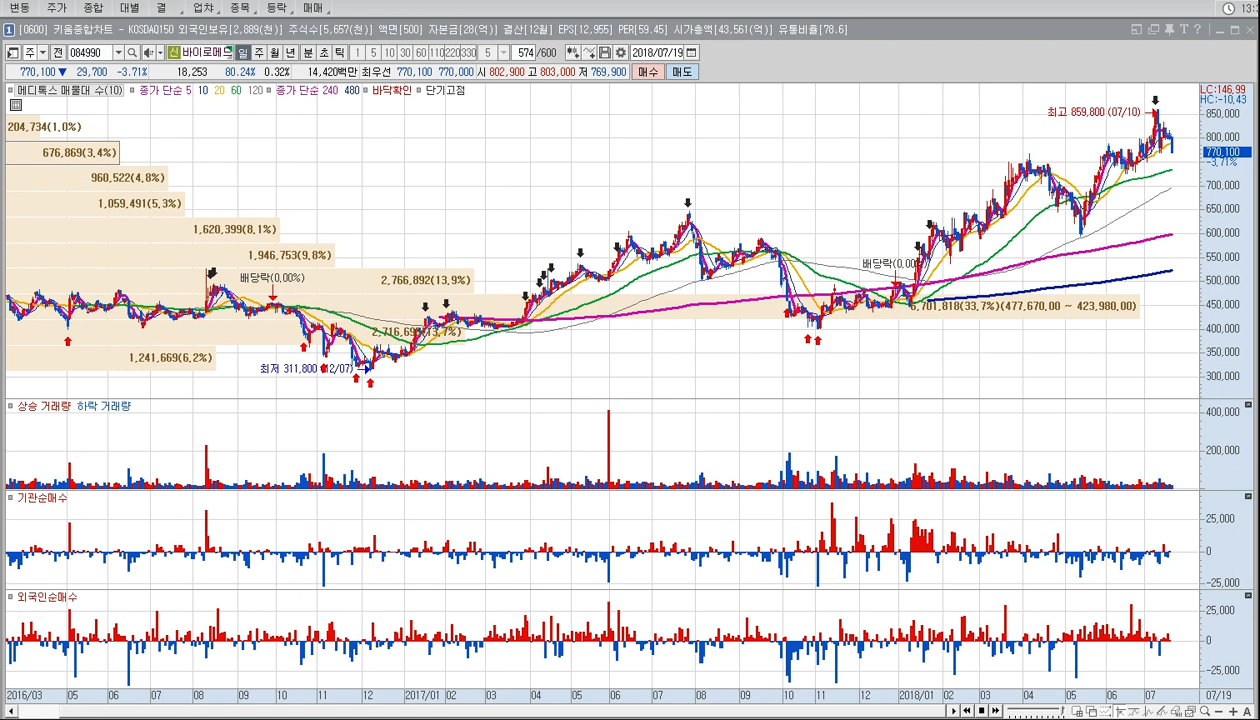 변동 주가 종합 대별 결 업챠 종목 등락 매매
[0600] 키움종합차트 - KOSDAQ150 외국인보유[2,889(천)] 주식수[5,657(천)] 액면[500] 자본금[28(억)] 결산[12월] EPS[12,955] PER[59.45] 시가총액[43,561(억)] 유통비율[78.6]
주 전 084990 신 바이로메드 일 주 월 년 분 초 틱 1 5 10 30 60 110 220 330 5 574 /600 2018/07/19
770,100 ▼ 29,700 -3.71% 18,253 80.24% 0.32% 14,420백만 최우선 770,100 770,000 시 802,900 고 803,000 저 769,900 매수 매도
메디톡스 매물대 수(10) 종가 단순 5 10 20 60 120 종가 단순 240 480 바닥확인 단기고점
LC:146.99
HC:-10.43
최고 859,800 (07/10)
850,000
204,734(1.0%)
800,000
676,869(3.4%)
770,100
-3.71%
960,522(4.8%)
700,000
1,059,491(5.3%)
650,000
1,620,399(8.1%)
600,000
1,946,753(9.8%)
550,000
배당락(0.00%)
배당락(0.00%)
2,766,892(13.9%)
500,000
6,701,818(33.7%)(477,670.00 ~ 423,980.00)
450,000
400,000
2,716,695(13.7%)
350,000
1,241,669(6.2%)
최저 311,800 (12/07)
300,000
상승 거래량 하락 거래량
400,000
200,000
기관순매수
25,000
0
-25,000
외국인순매수
25,000
0
-25,000
2016/03 05 06 07 08 09 10 11 12 2017/01 02 03 04 05 06 07 08 09 10 11 12 2018/01 02 03 04 05 06 07 07/19